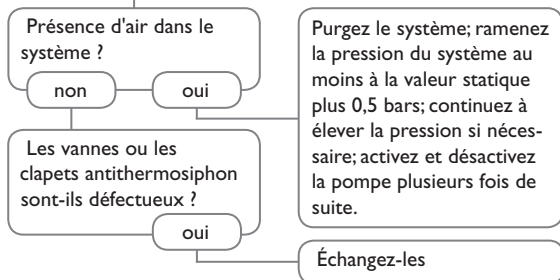 Présence d'air dans le
système ?
non
oui
Purgez le système; ramenez
la pression du système au
moins à la valeur statique
plus 0,5 bars; continuez à
élever la pression si néces-
saire; activez et désactivez
la pompe plusieurs fois de
suite.
Les vannes ou les
clapets antithermosiphon
sont-ils défectueux ?
oui
Échangez-les